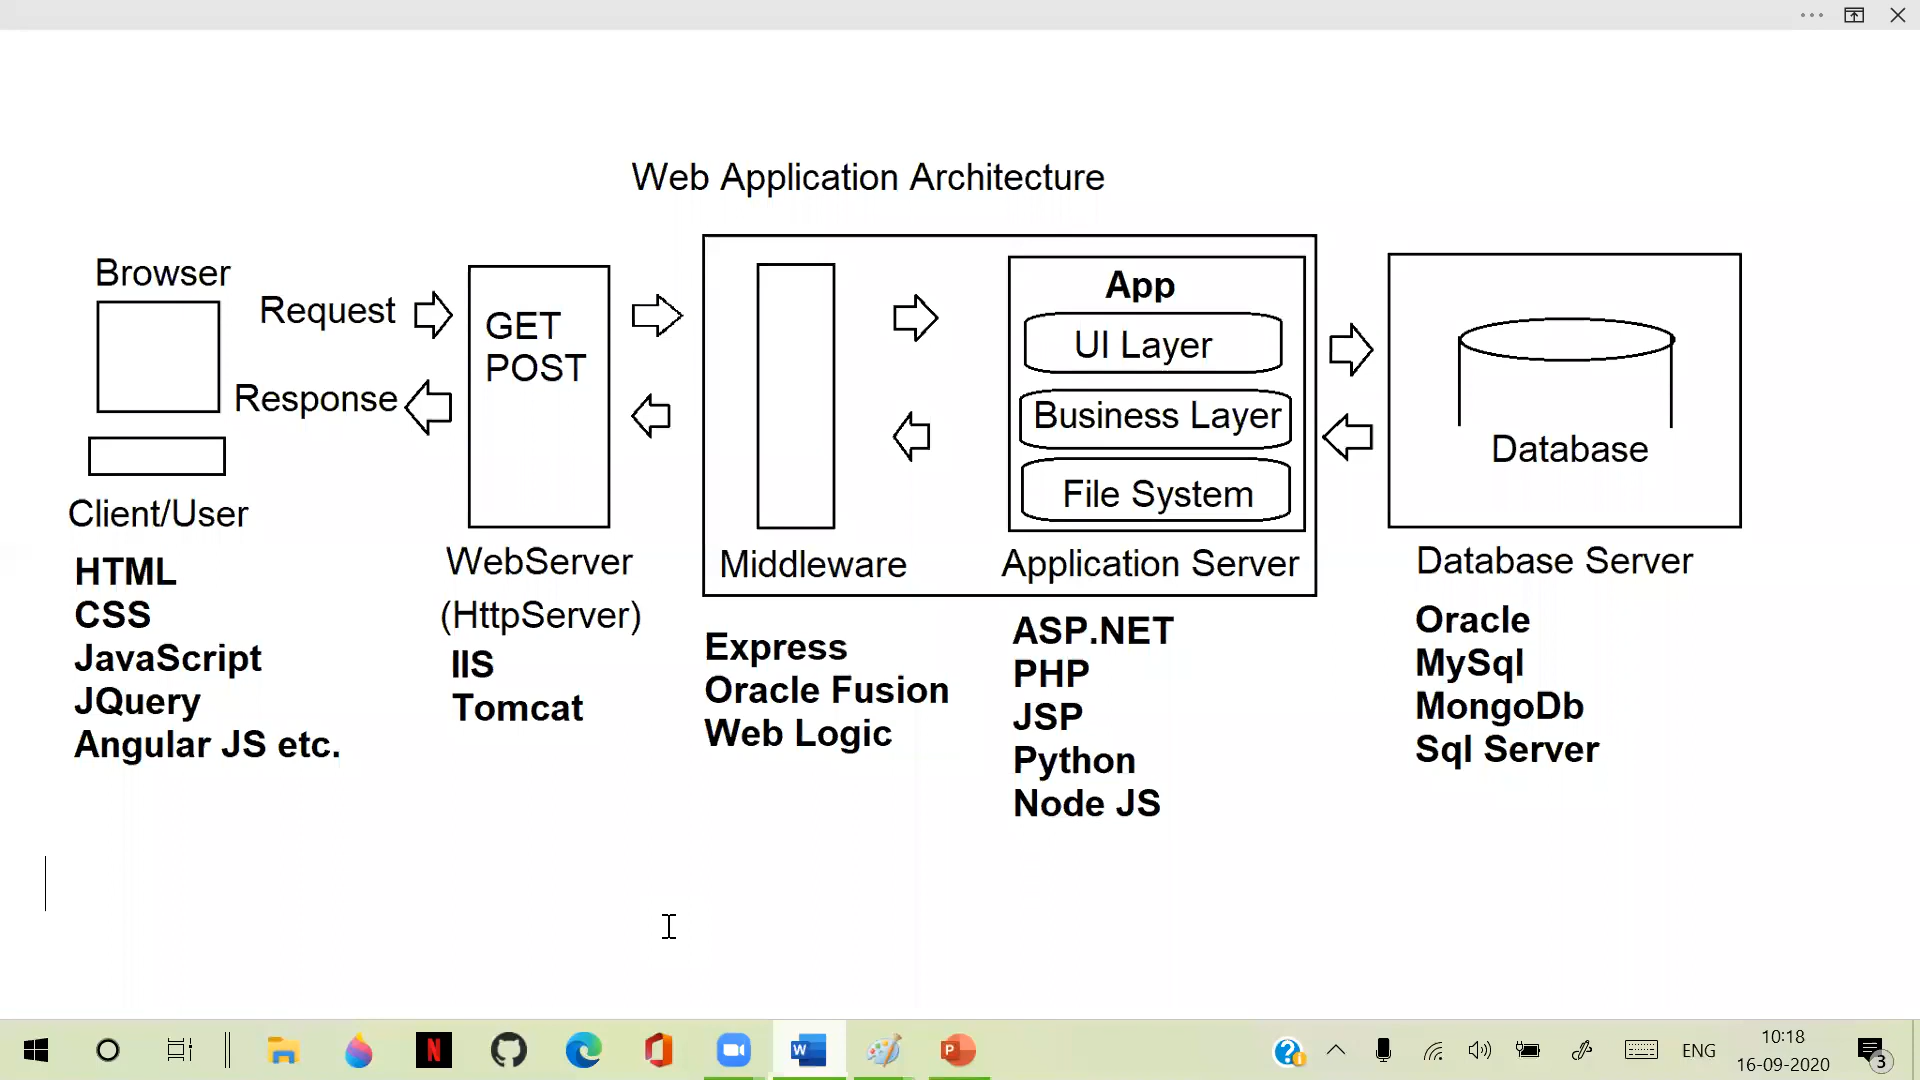 Web Application Architecture
Browser
Request
Response
Client/User
HTML
CSS
JavaScript
JQuery
Angular JS etc.
GET
POST
WebServer
(HttpServer)
IIS
Tomcat
Middleware
Express
Oracle Fusion
Web Logic
App
UI Layer
Business Layer
File System
Application Server
ASP.NET
PHP
JSP
Python
Node JS
Database
Database Server
Oracle
MySql
MongoDb
Sql Server
N
W
P
?
ENG
10:18
16-09-2020
3